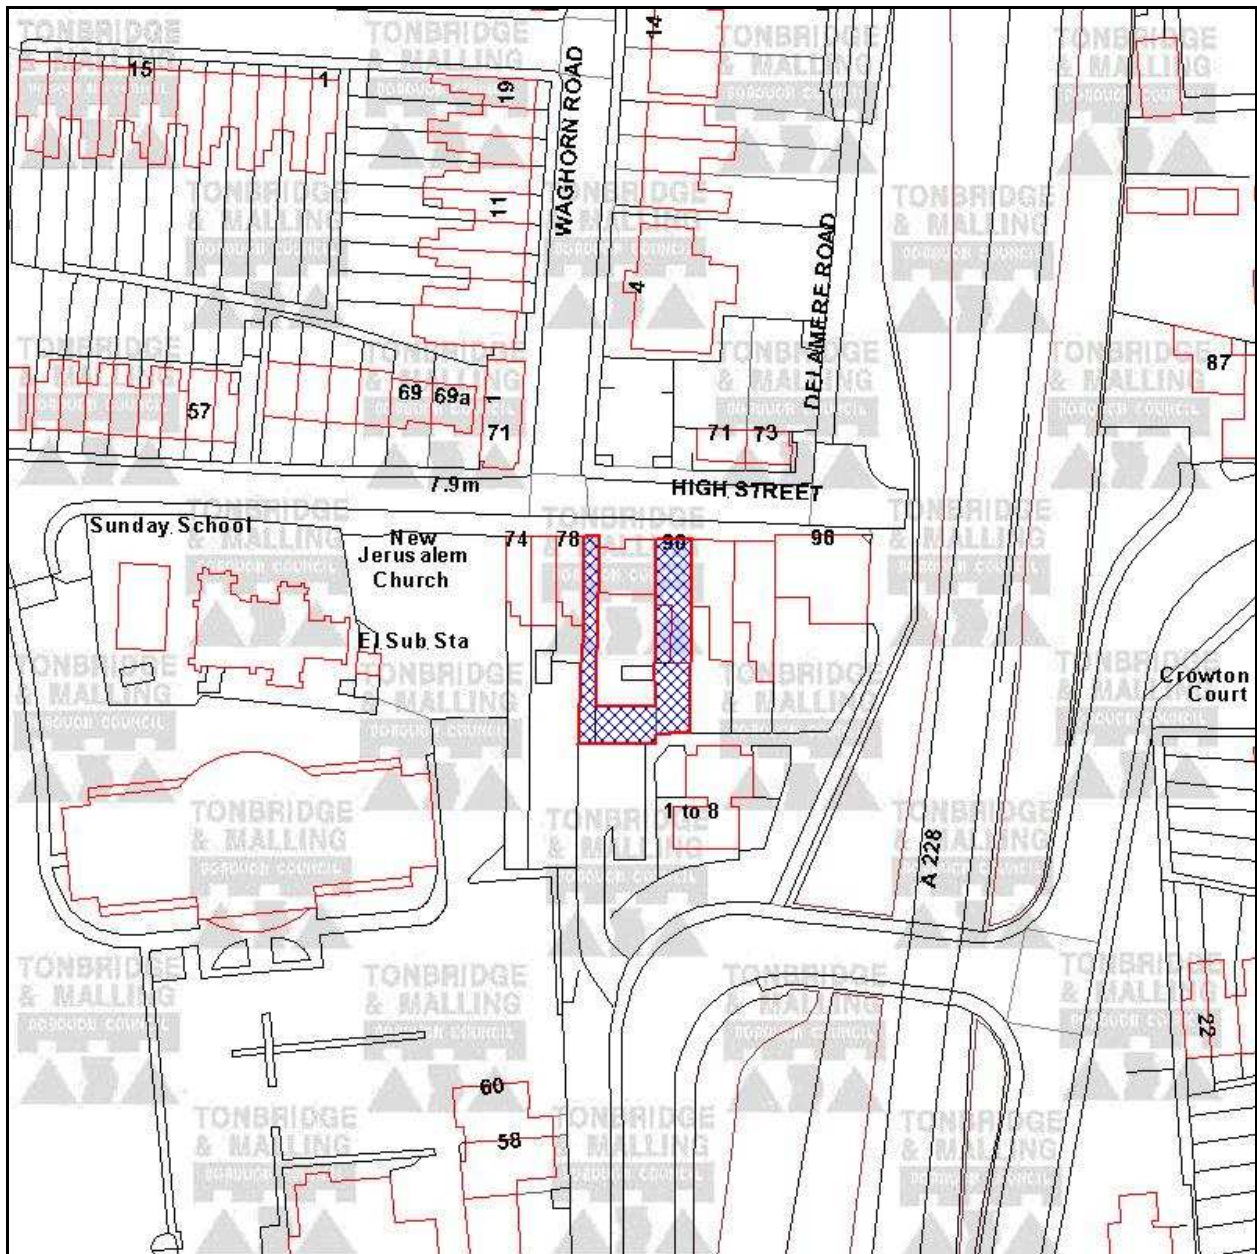 TONBRIDGE
& MALLING
BOROUGH COUNCIL
14
15
1
19
WAGHORN ROAD
11
4
DELAMERE ROAD
87
69
69a
1
57
71
71
73
7.9m
HIGH STREET
Sunday School
New
Jerusalem
Church
74
78
90
El Sub Sta
Crowton
Court
1 to 8
A 228
22
60
58